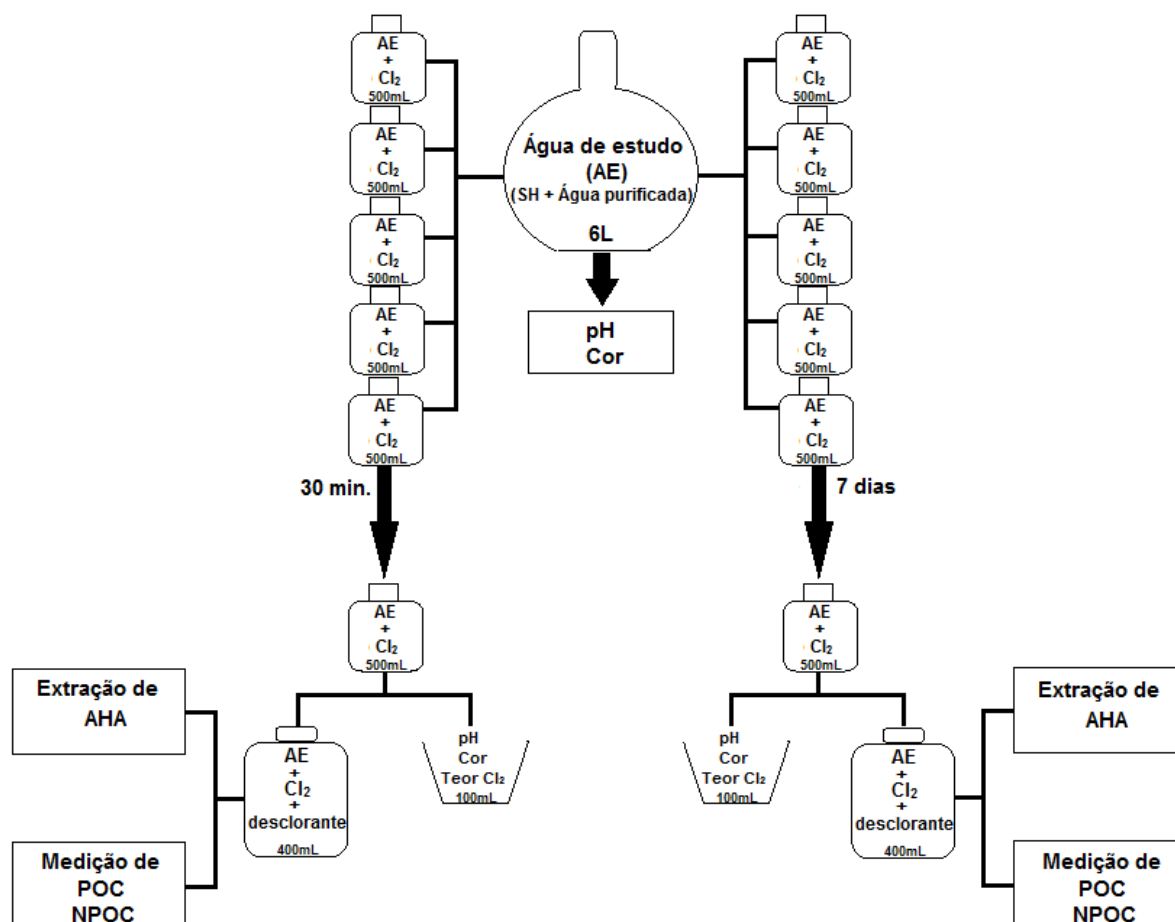 AE
+
Cl₂
500mL
AE
+
Cl₂
500mL
AE
+
Cl₂
500mL
AE
+
Cl₂
500mL
AE
+
Cl₂
500mL
Água de estudo
(AE)
(SH + Água purificada)
6L
pH
Cor
AE
+
Cl₂
500mL
AE
+
Cl₂
500mL
AE
+
Cl₂
500mL
AE
+
Cl₂
500mL
AE
+
Cl₂
500mL
30 min.
7 dias
AE
+
Cl₂
500mL
AE
+
Cl₂
500mL
Extração de
AHA
Medição de
POC
NPOC
AE
+
Cl₂
+
desclorante
400mL
pH
Cor
Teor Cl₂
100mL
pH
Cor
Teor Cl₂
100mL
AE
+
Cl₂
+
desclorante
400mL
Extração de
AHA
Medição de
POC
NPOC